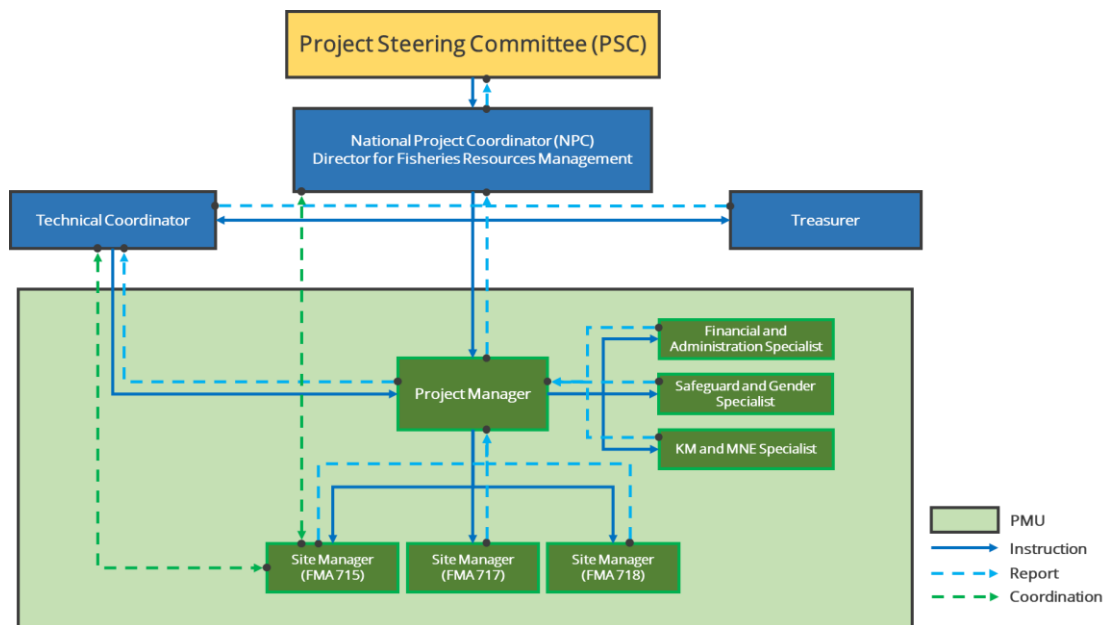 Project Steering Committee (PSC)
National Project Coordinator (NPC)
Director for Fisheries Resources Management
Technical Coordinator
Treasurer
Financial and
Administration Specialist
Project Manager
Safeguard and Gender
Specialist
KM and MNE Specialist
Site Manager
(FMA 715)
Site Manager
(FMA 717)
Site Manager
(FMA 718)
PMU
Instruction
Report
Coordination